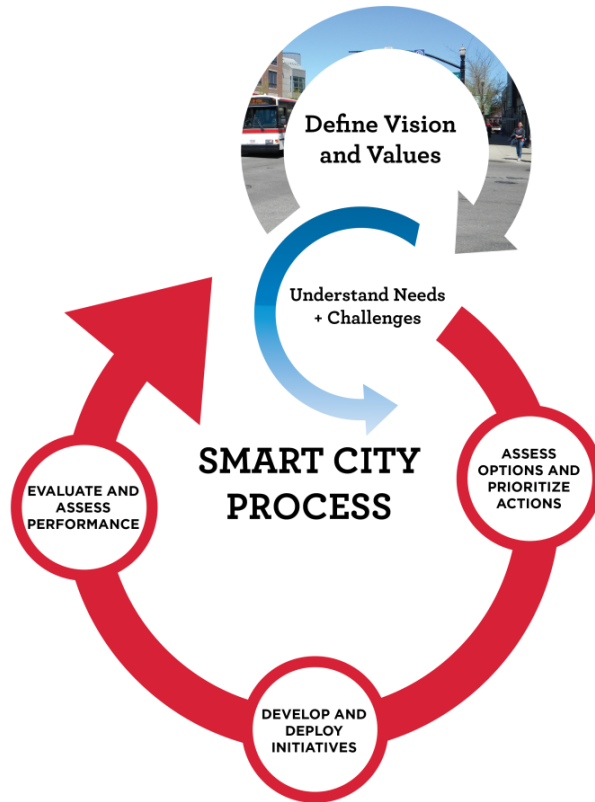 Define Vision
and Values
Understand Needs
+ Challenges
SMART CITY
PROCESS
ASSESS
OPTIONS AND
PRIORITIZE
ACTIONS
DEVELOP AND
DEPLOY
INITIATIVES
EVALUATE AND
ASSESS
PERFORMANCE